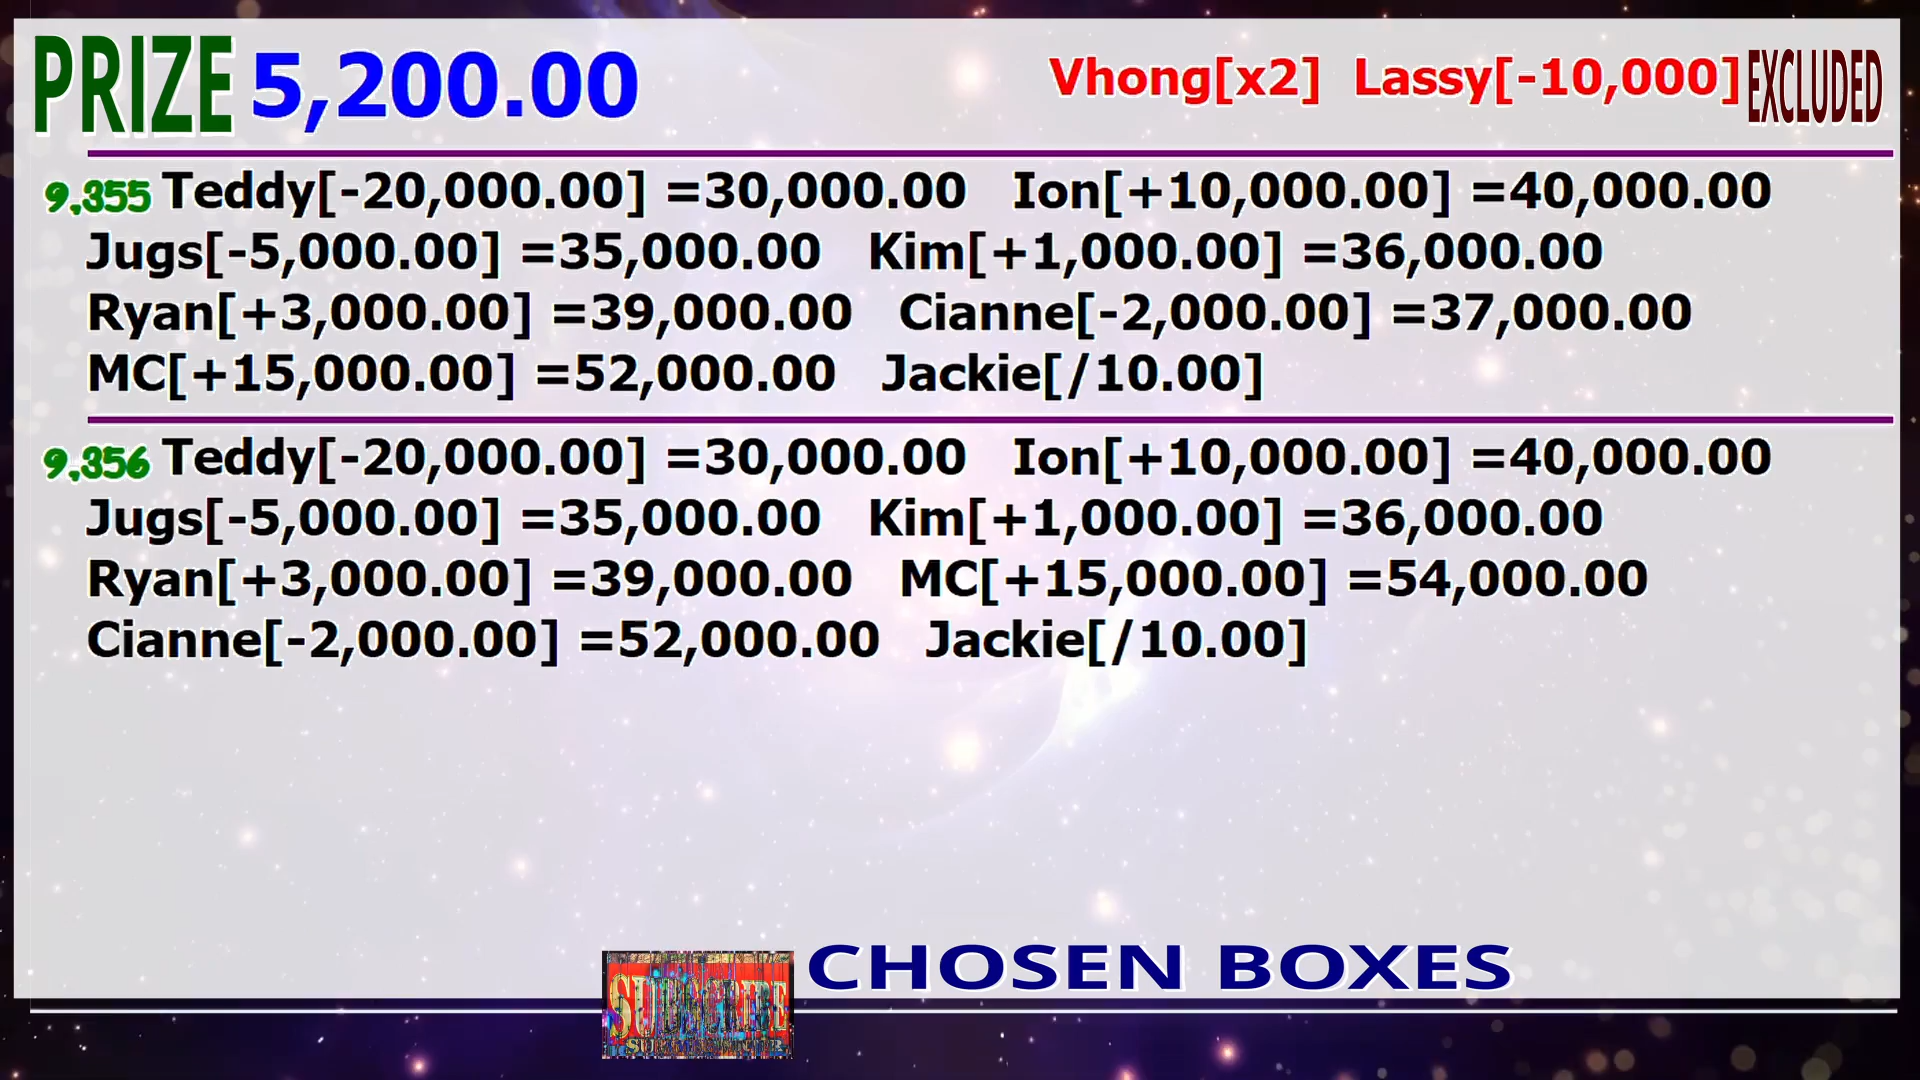 PRIZE 5,200.00 Vhong[x2] Lassy[-10,000] EXCLUDED
9,355 Teddy[-20,000.00] =30,000.00 Ion[+10,000.00] =40,000.00
Jugs[-5,000.00] =35,000.00 Kim[+1,000.00] =36,000.00
Ryan[+3,000.00] =39,000.00 Cianne[-2,000.00] =37,000.00
MC[+15,000.00] =52,000.00 Jackie[/10.00]
9,356 Teddy[-20,000.00] =30,000.00 Ion[+10,000.00] =40,000.00
Jugs[-5,000.00] =35,000.00 Kim[+1,000.00] =36,000.00
Ryan[+3,000.00] =39,000.00 MC[+15,000.00] =54,000.00
Cianne[-2,000.00] =52,000.00 Jackie[/10.00]
CHOSEN BOXES
SUBSCRIBE